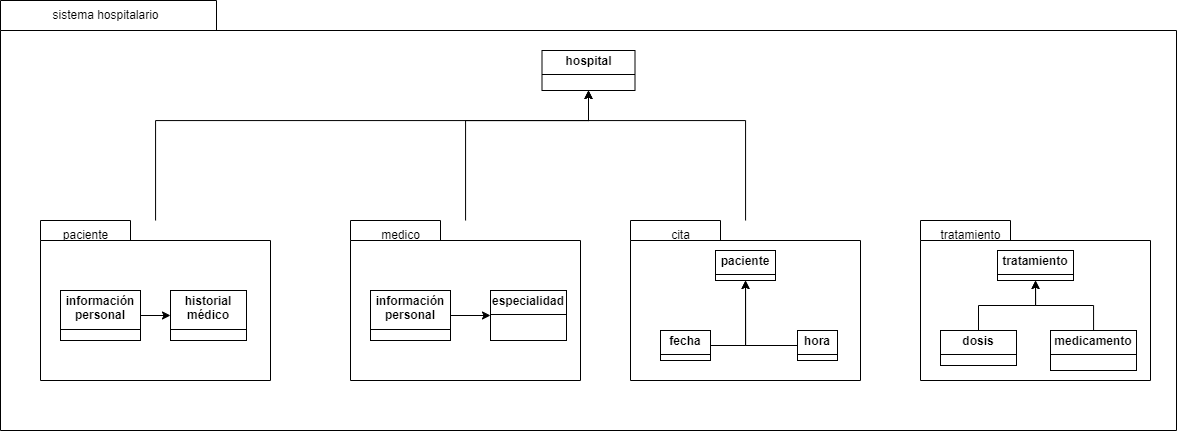 sistema hospitalario
hospital
paciente
información
personal
historial
médico
medico
información
personal
especialidad
cita
paciente
fecha
hora
tratamiento
tratamiento
dosis
medicamento